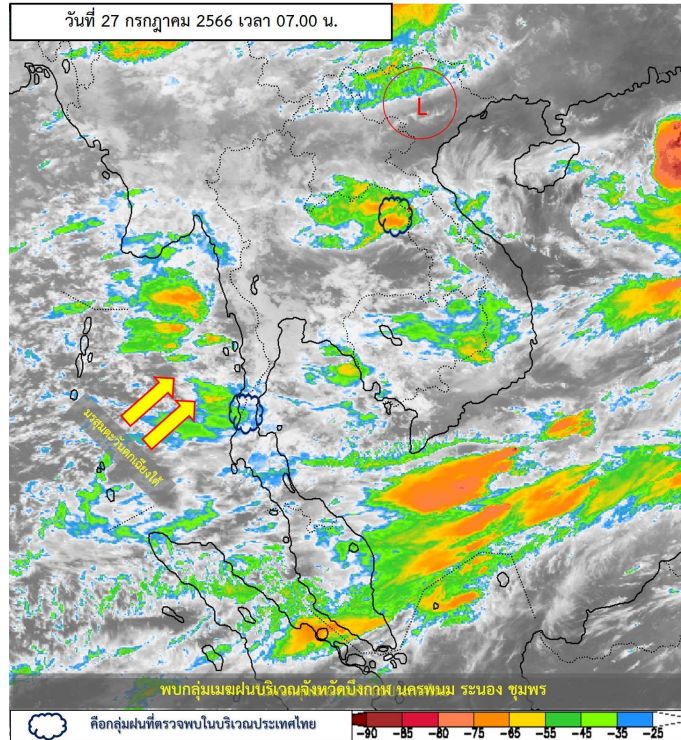 วันที่ 27 กรกฎาคม 2566 เวลา 07.00 น.
L
มรสุมตะวันตกเฉียงใต้
พบกลุ่มเมฆฝนบริเวณจังหวัดบึงกาฬ นครพนม ระนอง ชุมพร
คือกลุ่มฝนที่ตรวจพบในบริเวณประเทศไทย
-90 -85 -80 -75 -65 -55 -45 -35 -25